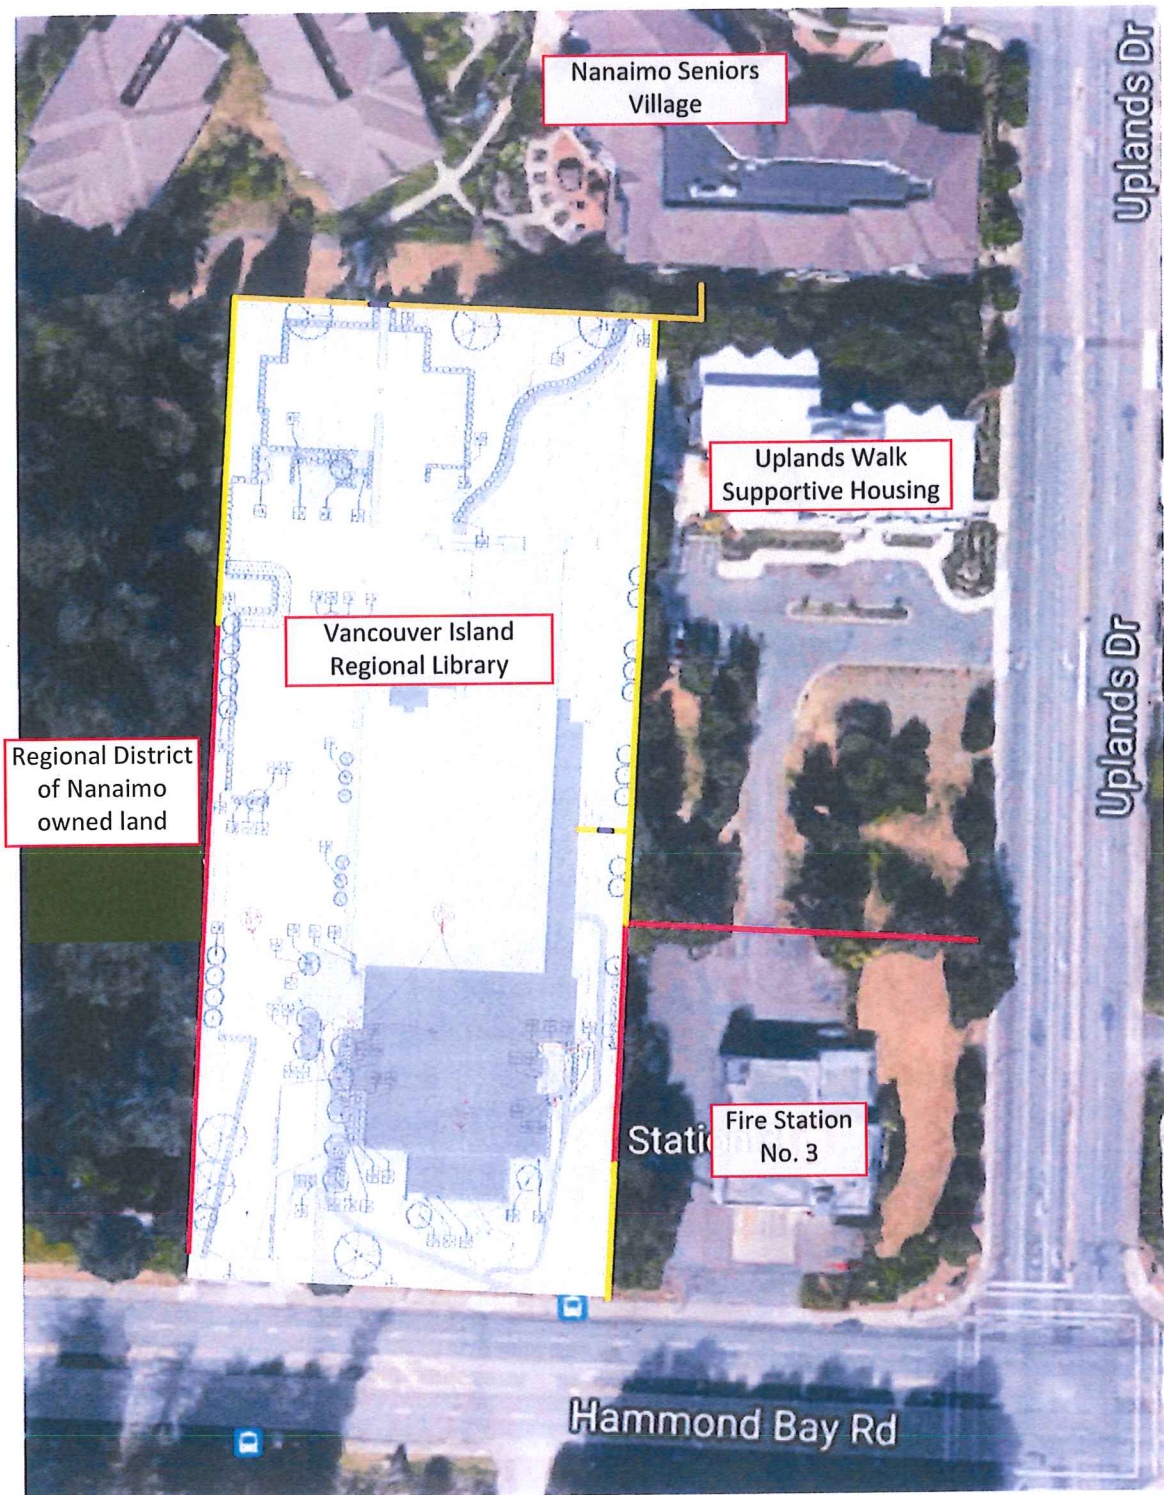 Nanaimo Seniors
Village
Uplands Dr
Uplands Walk
Supportive Housing
Vancouver Island
Regional Library
Uplands Dr
Regional District
of Nanaimo
owned land
Fire Station
No. 3
Stati
Hammond Bay Rd